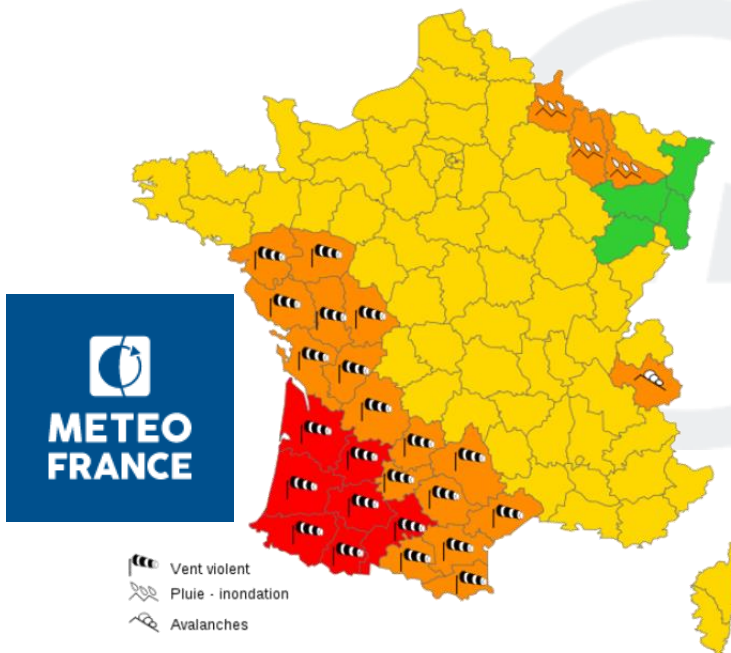 METEO
FRANCE
Vent violent
Pluie - inondation
Avalanches